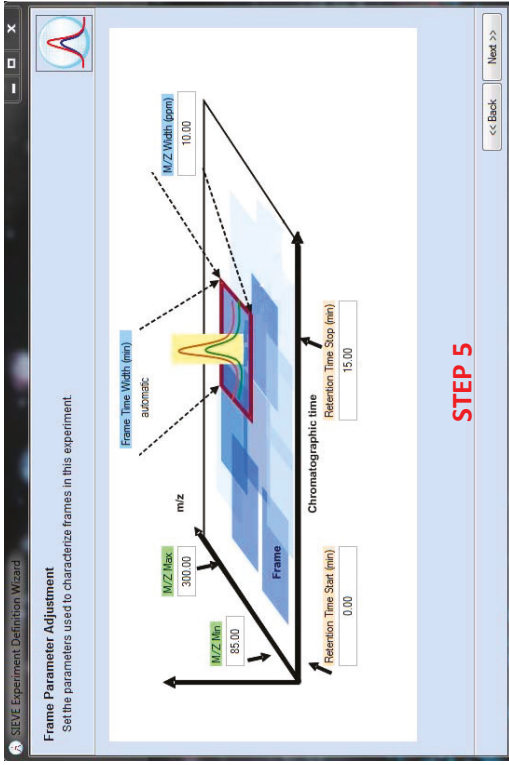 SIEVE Experiment Definition Wizard
Frame Parameter Adjustment
Set the parameters used to characterize frames in this experiment.
Frame Time Width (min)
automatic
M/Z Width (ppm)
10.00
M/Z Max
300.00
m/z
M/Z Min
85.00
Frame
Chromatographic time
Retention Time Start (min)
0.00
Retention Time Stop (min)
15.00
STEP 5
<< Back
Next >>